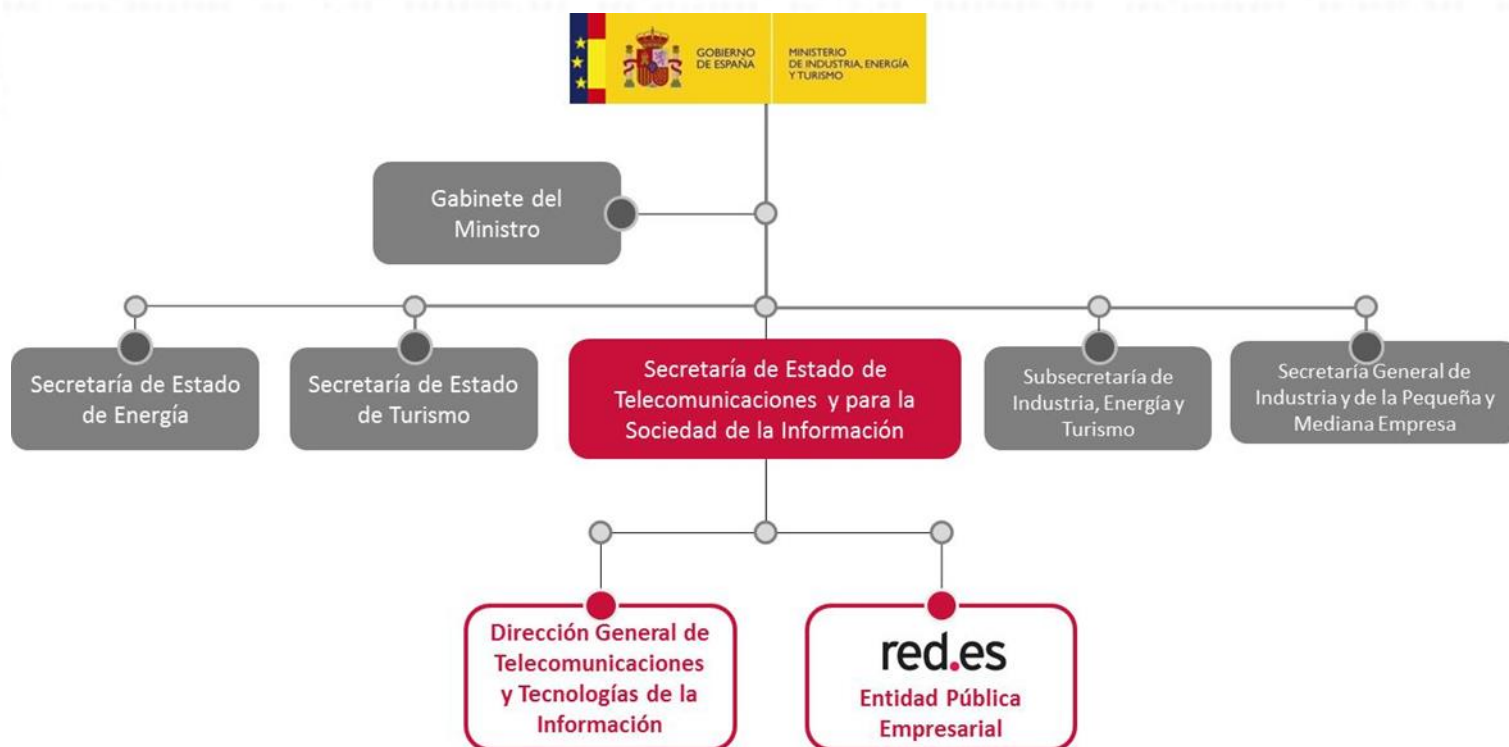 GOBIERNO
DE ESPAÑA
MINISTERIO
DE INDUSTRIA, ENERGÍA
Y TURISMO
Gabinete del
Ministro
Secretaría de Estado
de Energía
Secretaría de Estado
de Turismo
Secretaría de Estado de
Telecomunicaciones y para la
Sociedad de la Información
Subsecretaría de
Industria, Energía y
Turismo
Secretaría General de
Industria y de la Pequeña y
Mediana Empresa
Dirección General de
Telecomunicaciones
y Tecnologías de la
Información
red.es
Entidad Pública
Empresarial